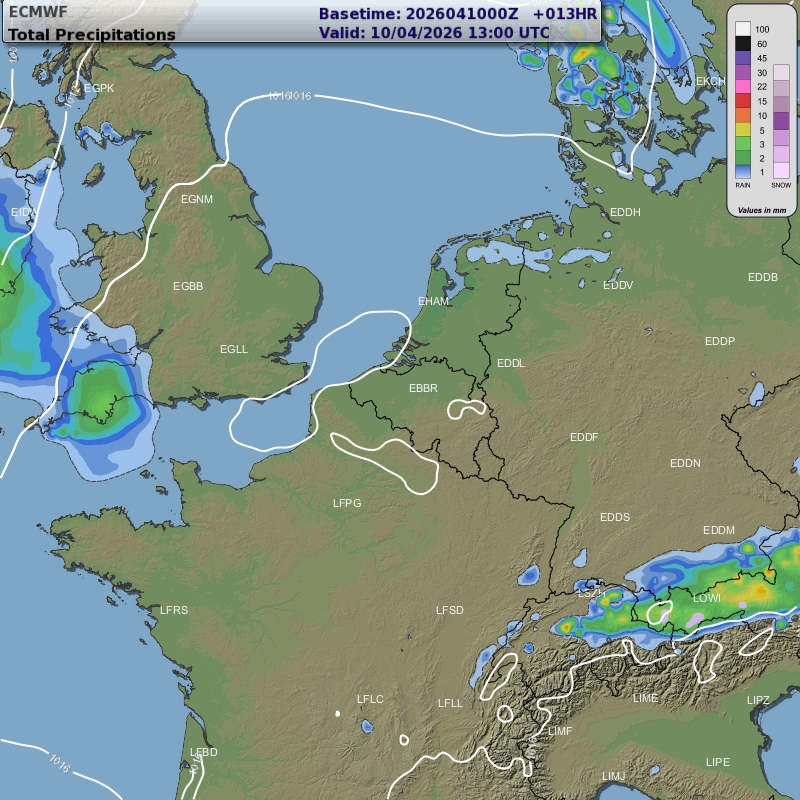 ECMWF
Basetime: 2026041000Z +013HR
Total Precipitations
Valid: 10/04/2026 13:00 UTC
100
60
45
30
22
15
10
5
3
2
1
RAIN
SNOW
Values in mm
EGPK
EKCH
1016
1016
EGNM
EDDH
EGBB
EDDV
EDDB
EHAM
EGLL
EDDP
EDDL
EBBR
EDDF
EDDN
LFPG
EDDS
EDDM
LSZH
LOWI
LFRS
LFSD
LFLC
LFLL
LIME
LIPZ
LIMF
LFBD
1016
LIPE
LIMJ